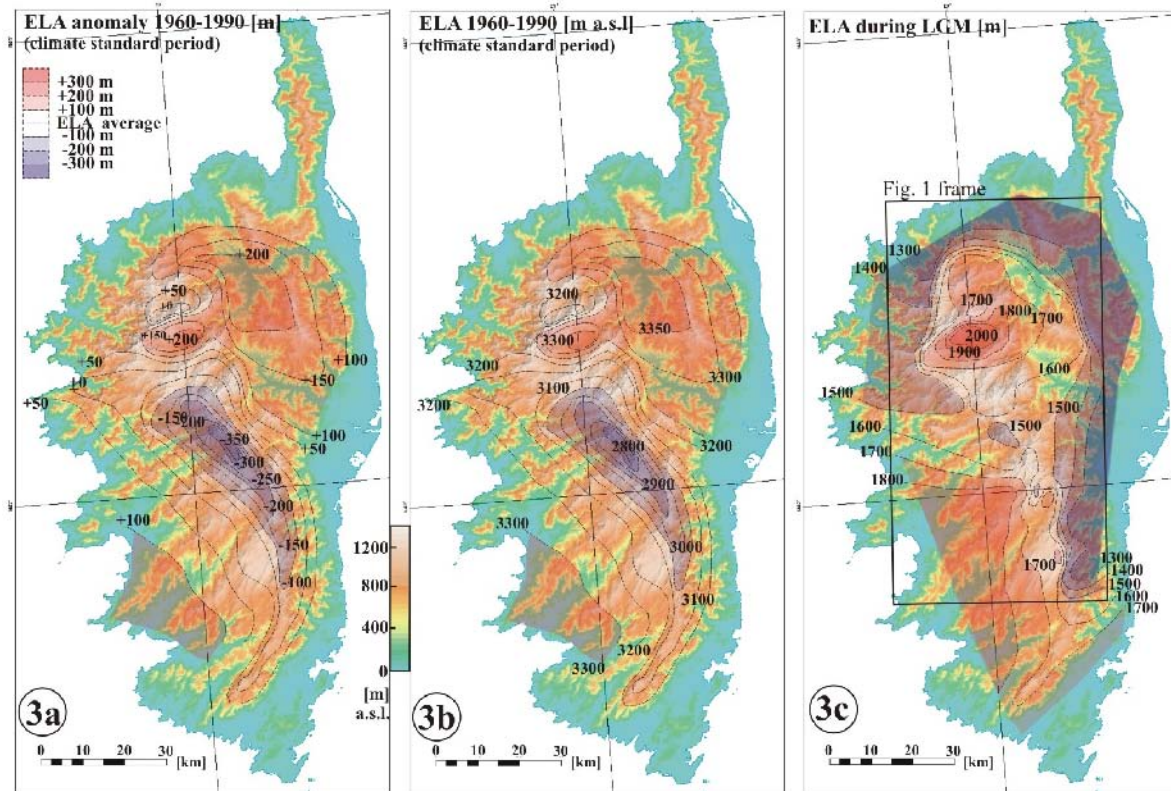 ELA anomaly 1960-1990 [m]
(climate standard period)
+300 m
+200 m
+100 m
ELA average
-100 m
-200 m
-300 m
+200
+50
+0
+150
+200
+50
+0
+50
+100
+150
-150
-350
-300
+100
+50
-250
-200
+100
-150
-100
1200
800
400
0
[m]
a.s.l.
3a
0 10 20 30 [km]
ELA 1960-1990 [m a.s.l]
(climate standard period)
3200
3350
3300
3200
3100
3300
3200
3200
2800
2900
3300
3000
3100
3200
3300
3b
0 10 20 30 [km]
ELA during LGM [m]
Fig. 1 frame
1300
1400
1700
1800
1700
2000
1900
1600
1500
1500
1500
1600
1700
1800
1700
1300
1400
1500
1600
1700
3c
0 10 20 30 [km]